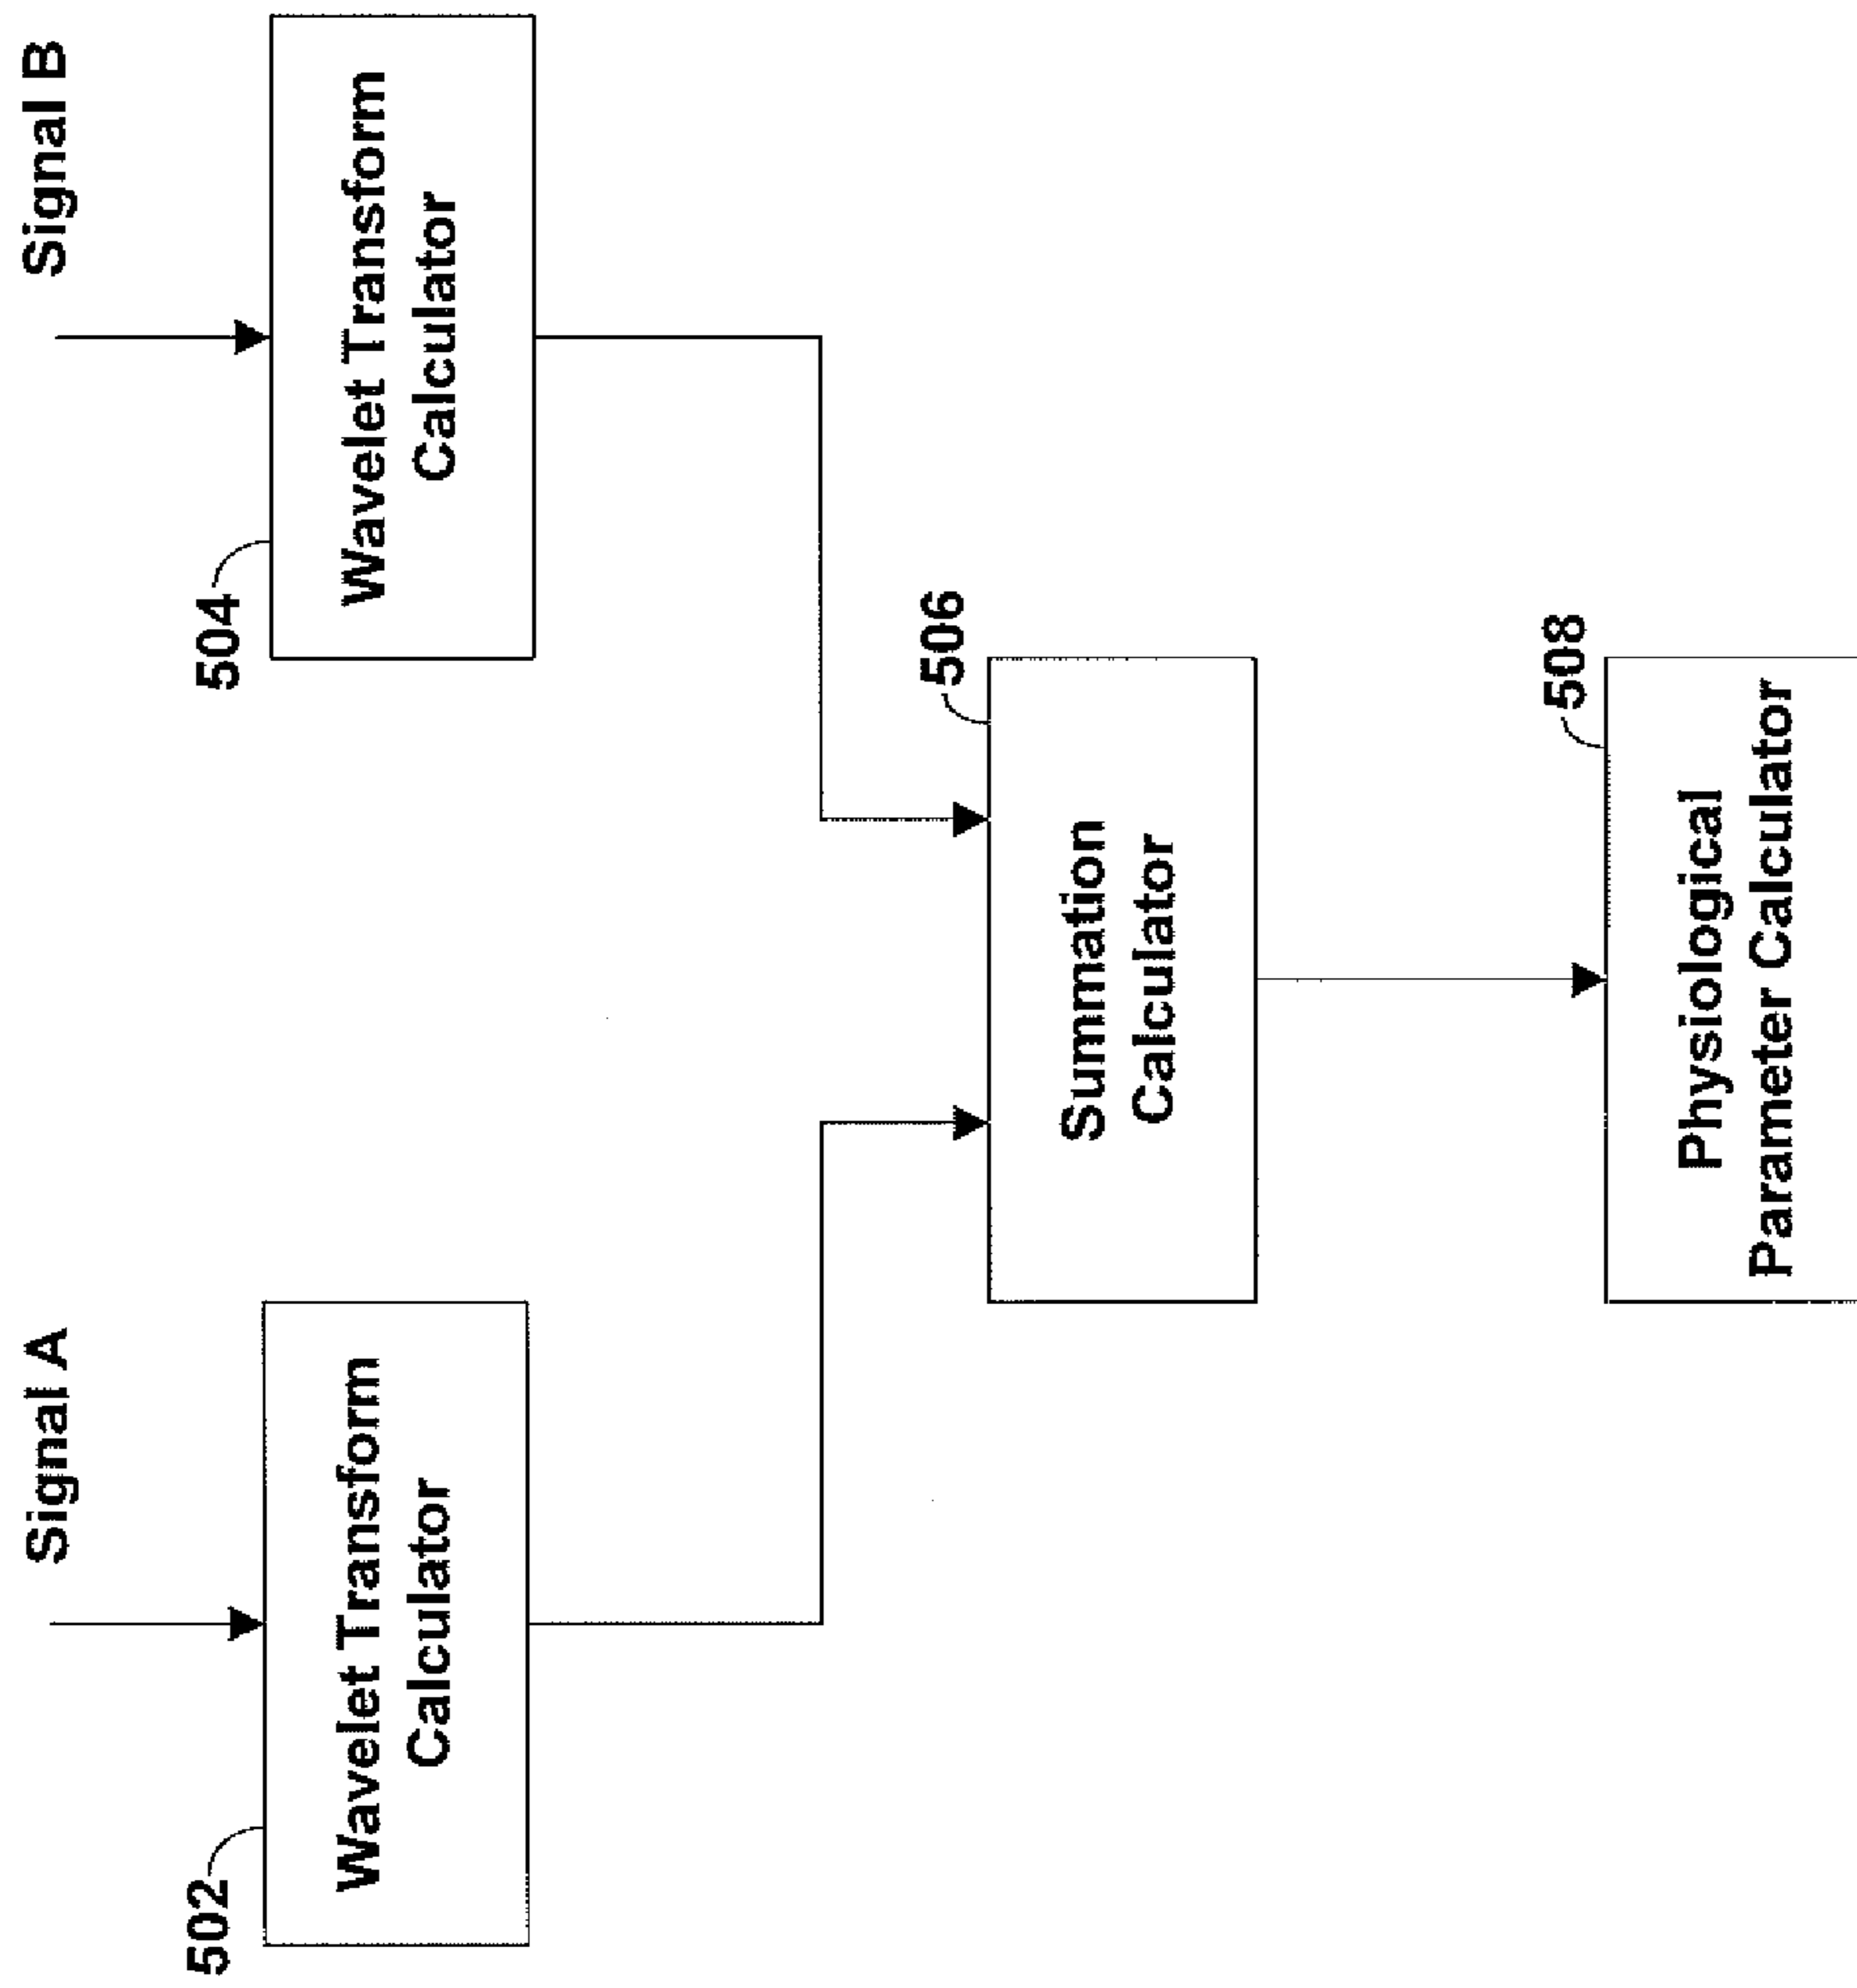 Signal A
Signal B
502
Wavelet Transform
Calculator
504
Wavelet Transform
Calculator
506
Summation
Calculator
508
Physiological
Parameter Calculator